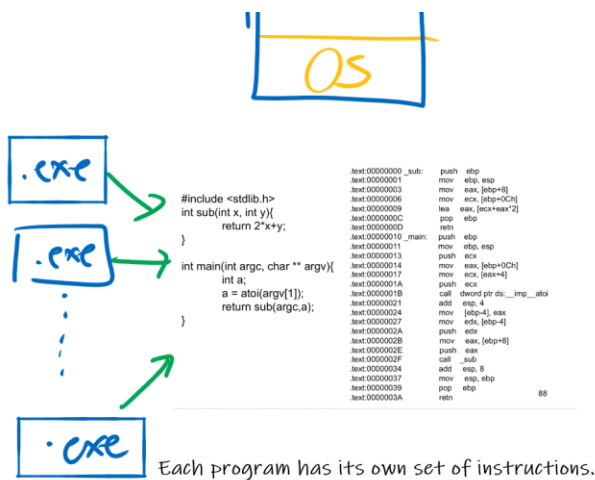 OS
.exe
.exe
.exe
#include <stdlib.h>
int sub(int x, int y){
return 2*x+y;
}
int main(int argc, char ** argv){
int a;
a = atoi(argv[1]);
return sub(argc,a);
}
.text:00000000 _sub: push ebp
.text:00000001 mov ebp, esp
.text:00000003 mov eax, [ebp+8]
.text:00000006 mov ecx, [ebp+0Ch]
.text:00000009 lea eax, [ecx+eax*2]
.text:0000000C pop ebp
.text:0000000D retn
.text:00000010 _main: push ebp
.text:00000011 mov ebp, esp
.text:00000013 push ecx
.text:00000014 mov eax, [ebp+0Ch]
.text:00000017 mov ecx, [eax+4]
.text:0000001A push ecx
.text:0000001B call dword ptr ds:__imp__atoi
.text:00000021 add esp, 4
.text:00000024 mov [ebp-4], eax
.text:00000027 mov edx, [ebp-4]
.text:0000002A push edx
.text:0000002B mov eax, [ebp+8]
.text:0000002E push eax
.text:0000002F call _sub
.text:00000034 add esp, 8
.text:00000037 mov esp, ebp
.text:00000039 pop ebp
.text:0000003A retn
88
Each program has its own set of instructions.